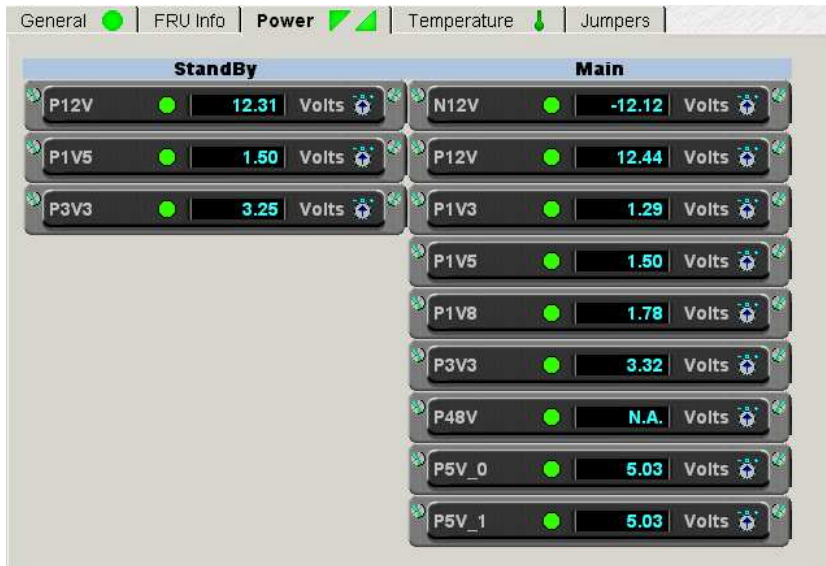 General FRU Info Power Temperature Jumpers
StandBy
P12V 12.31 Volts
P1V5 1.50 Volts
P3V3 3.25 Volts
Main
N12V -12.12 Volts
P12V 12.44 Volts
P1V3 1.29 Volts
P1V5 1.50 Volts
P1V8 1.78 Volts
P3V3 3.32 Volts
P48V N.A. Volts
P5V_0 5.03 Volts
P5V_1 5.03 Volts